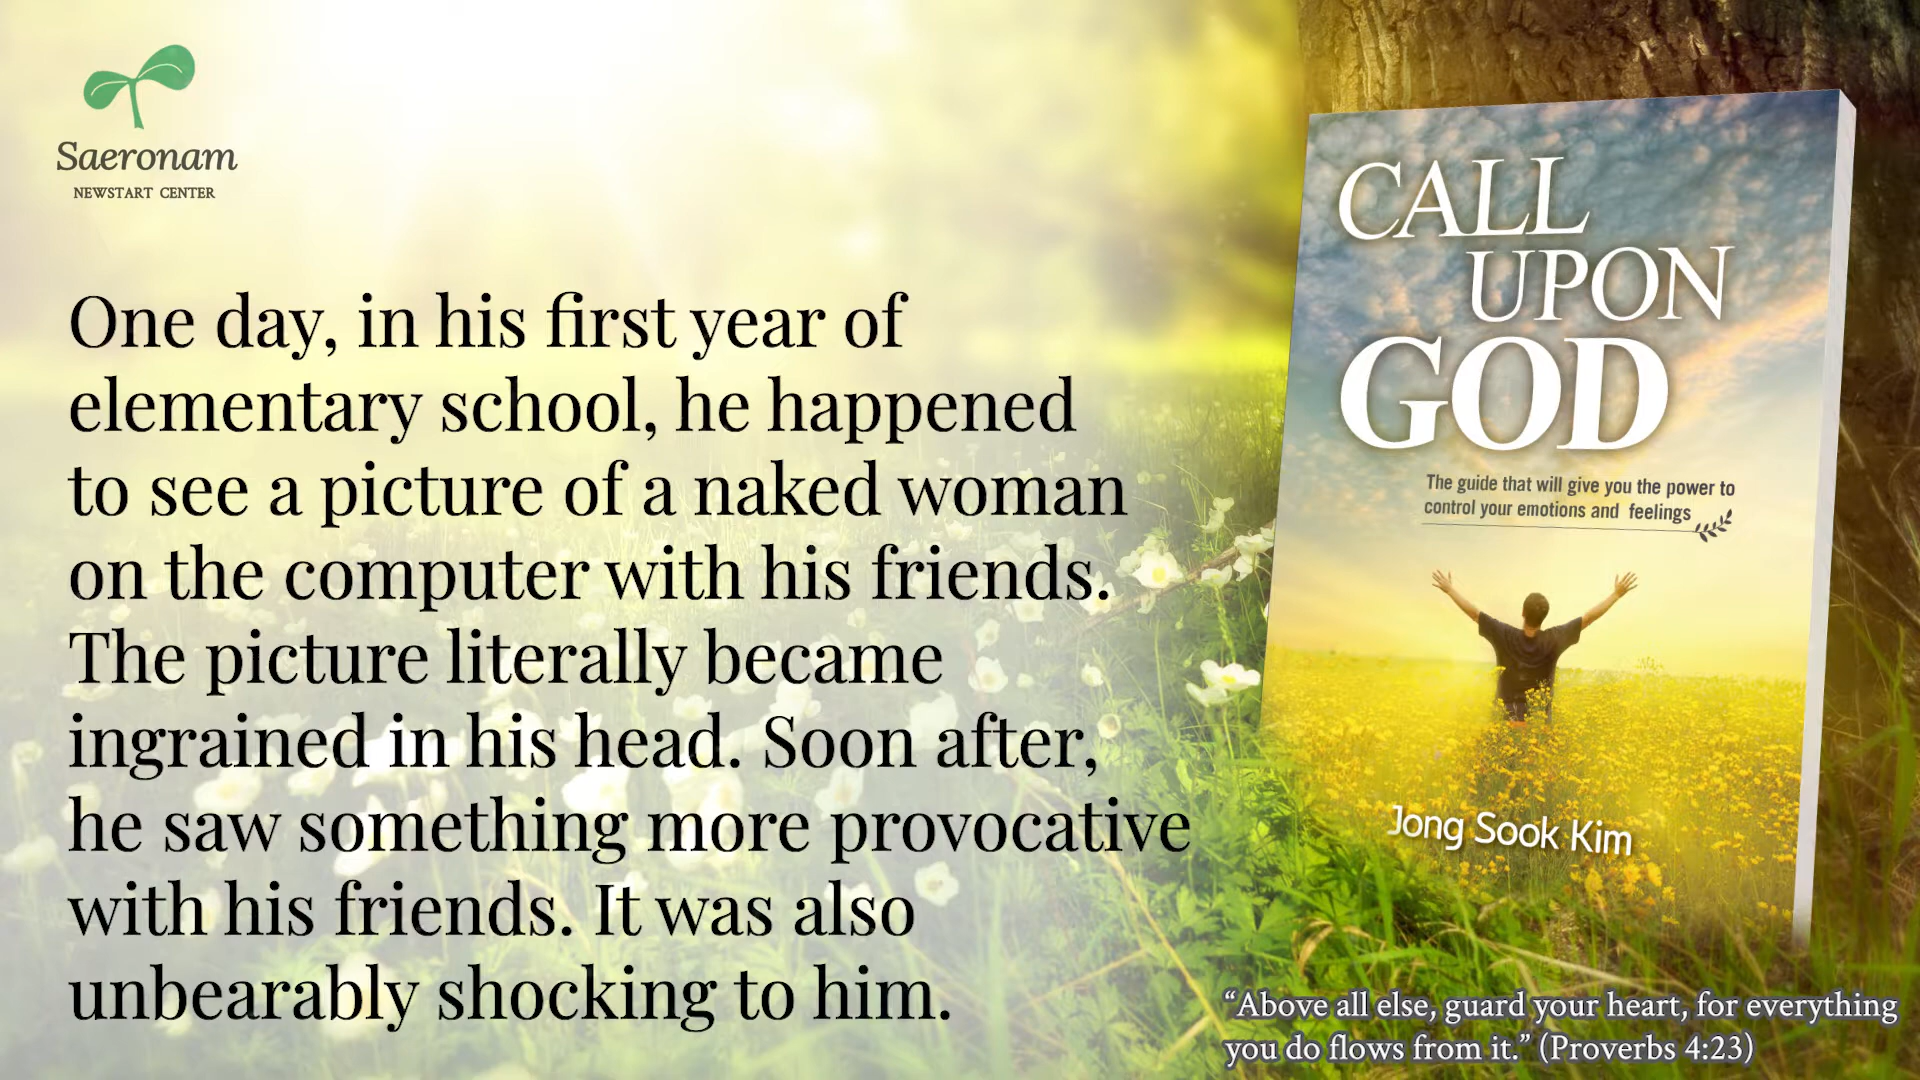 Saeronam
NEWSTART CENTER
One day, in his first year of
elementary school, he happened
to see a picture of a naked woman
on the computer with his friends.
The picture literally became
ingrained in his head. Soon after,
he saw something more provocative
with his friends. It was also
unbearably shocking to him.
CALL
UPON
GOD
The guide that will give you the power to
control your emotions and feelings
Jong Sook Kim
“Above all else, guard your heart, for everything
you do flows from it.” (Proverbs 4:23)